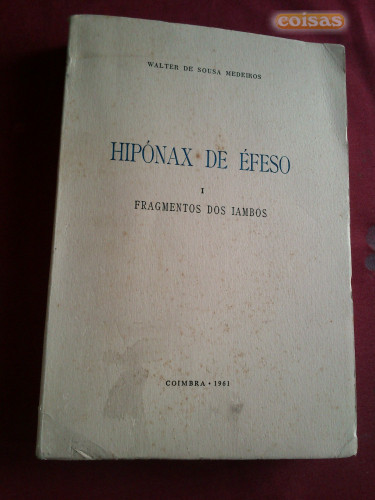 coisas
WALTER DE SOUSA MEDEIROS
HIPÓNAX DE ÉFESO
I
FRAGMENTOS DOS IAMBOS
COIMBRA • 1961